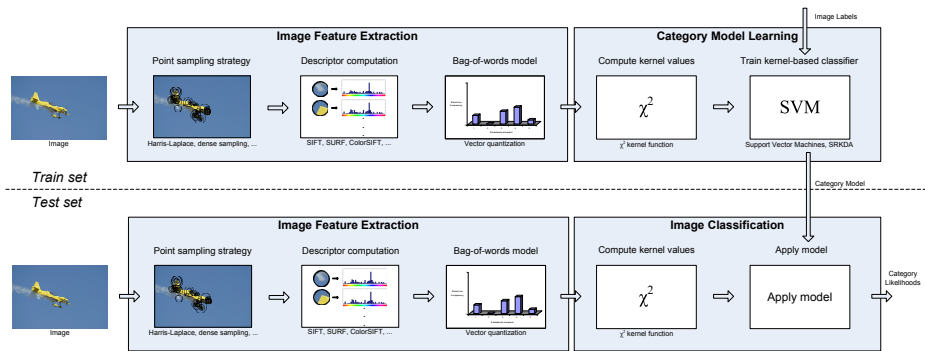 Image Labels
Image Feature Extraction
Category Model Learning
Point sampling strategy
Descriptor computation
Bag-of-words model
Compute kernel values
Train kernel-based classifier
χ²
SVM
Image
Harris-Laplace, dense sampling, ...
SIFT, SURF, ColorSIFT, ...
Vector quantization
χ² kernel function
Support Vector Machines, SRKDA
Train set
Category Model
Test set
Image Feature Extraction
Image Classification
Point sampling strategy
Descriptor computation
Bag-of-words model
Compute kernel values
Apply model
Category
Likelihoods
χ²
Apply model
Image
Harris-Laplace, dense sampling, ...
SIFT, SURF, ColorSIFT, ...
Vector quantization
χ² kernel function